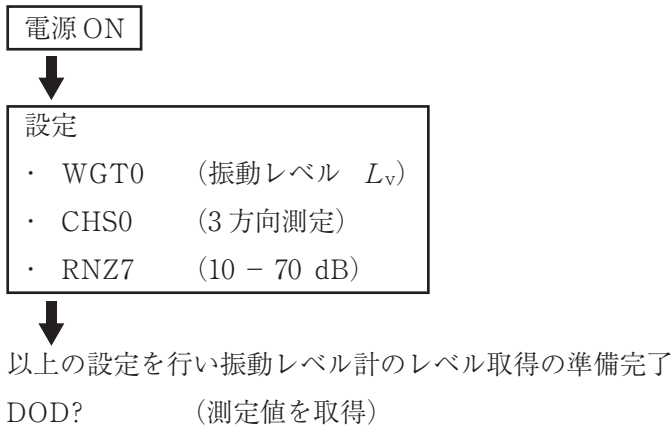 電源 ON
設定
・ WGT0 (振動レベル Lv)
・ CHS0 (3 方向測定)
・ RNZ7 (10 − 70 dB)
以上の設定を行い振動レベル計のレベル取得の準備完了
DOD? (測定値を取得)